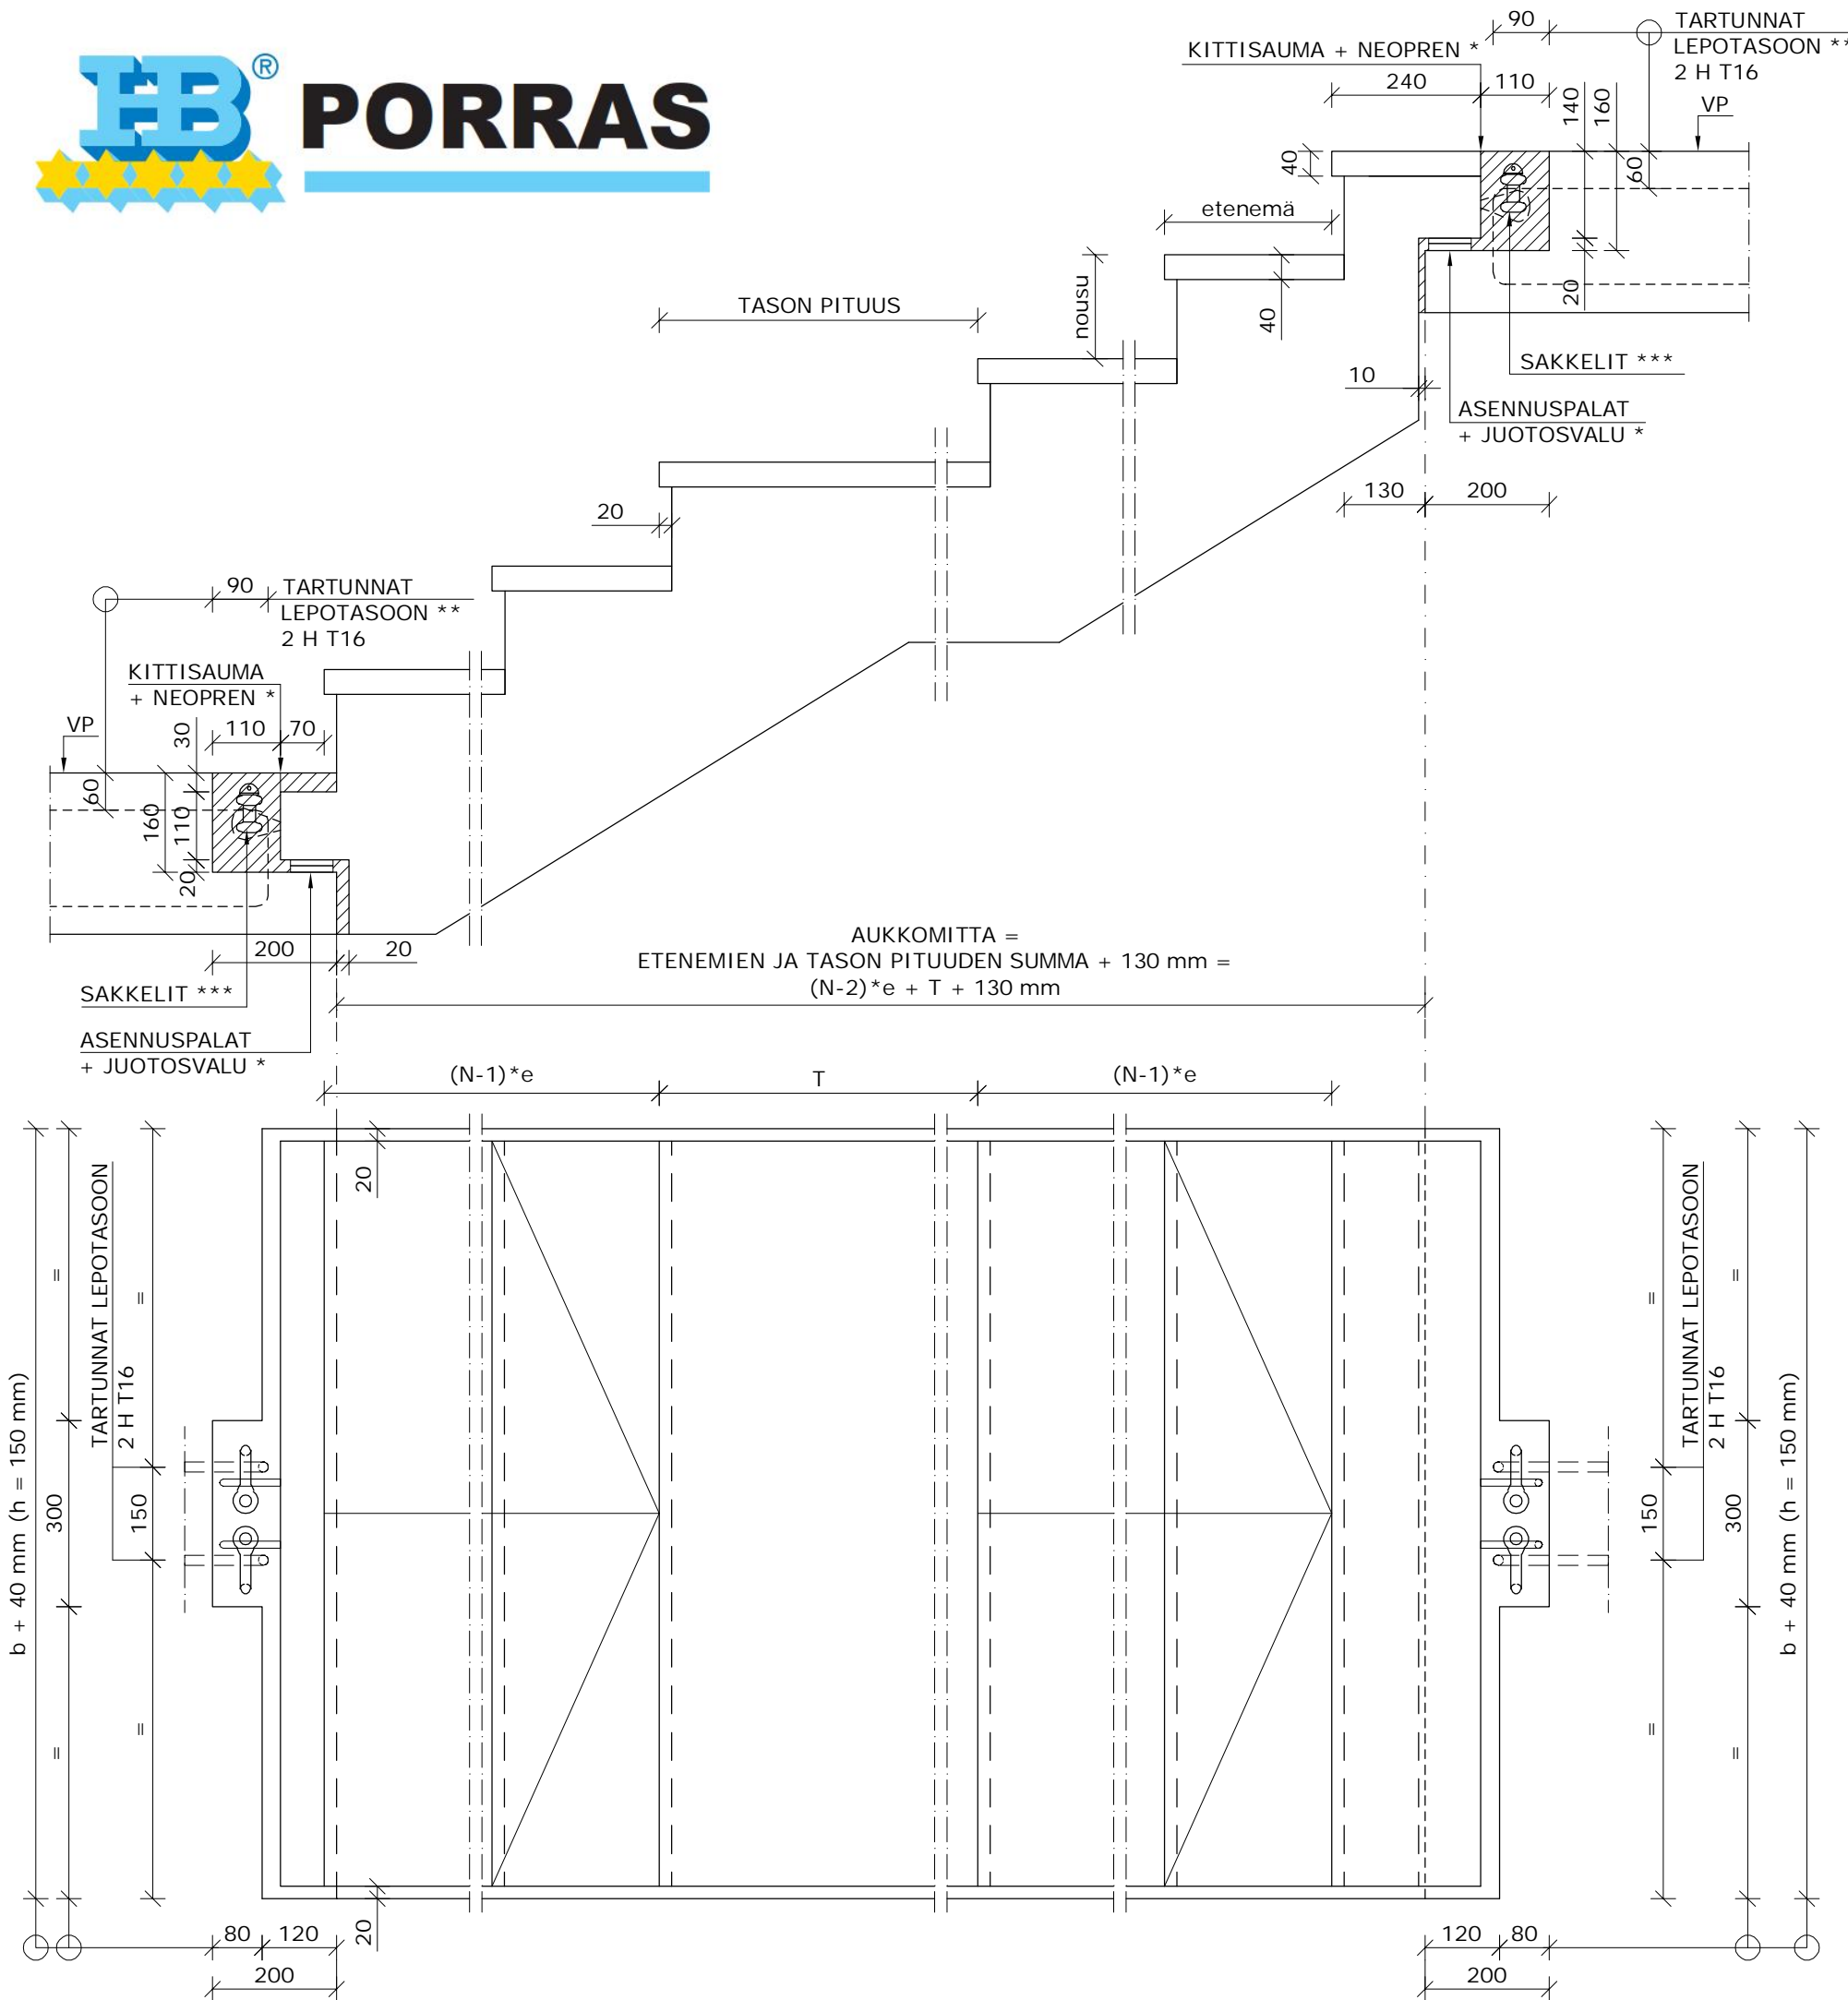 HB® PORRAS
90
TARTUNNAT
LEPOTASOON **
2 H T16
KITTISAUMA + NEOPREN *
240
110
140
160
VP
40
60
etenemä
nousu
40
20
TASON PITUUS
SAKKELIT ***
10
ASENNUSPALAT
+ JUOTOSVALU *
130
200
20
90
TARTUNNAT
LEPOTASOON **
2 H T16
KITTISAUMA
+ NEOPREN *
VP
110
70
30
60
160
110
20
200
20
SAKKELIT ***
ASENNUSPALAT
+ JUOTOSVALU *
AUKKOMITTA =
ETENEMIEN JA TASON PITUUDEN SUMMA + 130 mm =
(N-2)*e + T + 130 mm
(N-1)*e
T
(N-1)*e
20
b + 40 mm (h = 150 mm)
=
300
=
TARTUNNAT LEPOTASOON
2 H T16
=
150
=
=
150
=
TARTUNNAT LEPOTASOON
2 H T16
=
300
=
b + 40 mm (h = 150 mm)
20
80
120
200
120
80
200